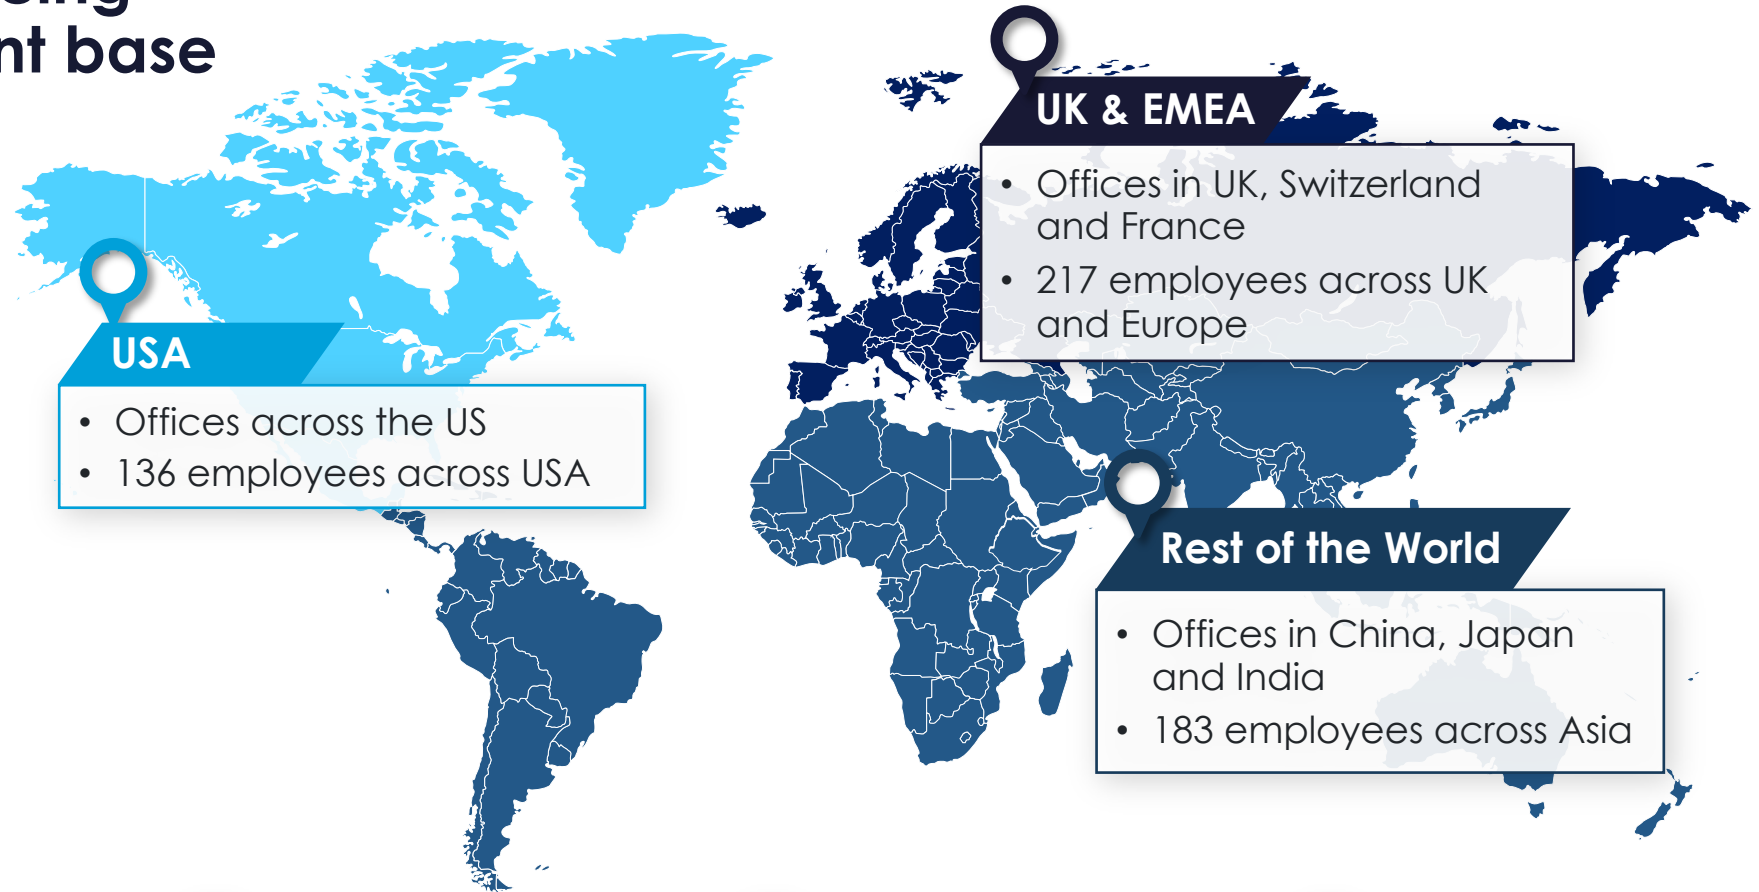 nt base
UK & EMEA
• Offices in UK, Switzerland
and France
• 217 employees across UK
and Europe
USA
• Offices across the US
• 136 employees across USA
Rest of the World
• Offices in China, Japan
and India
• 183 employees across Asia